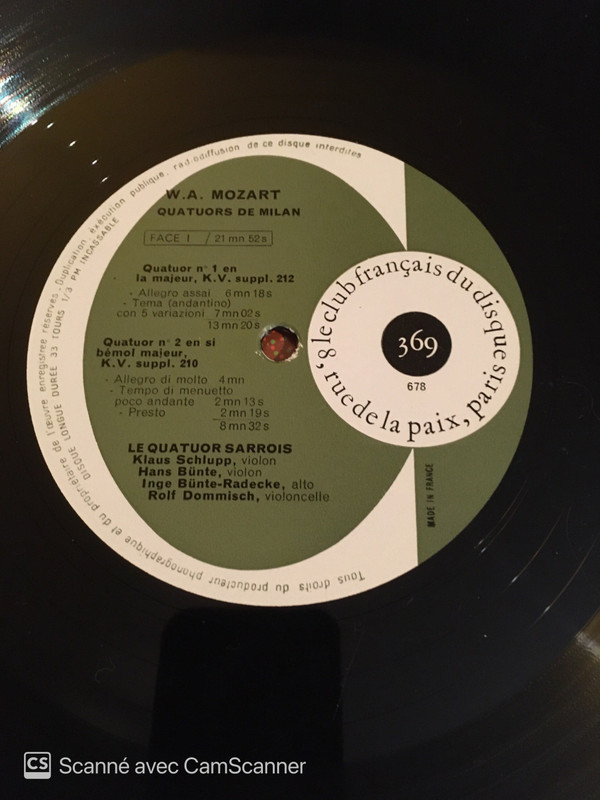 W.A. MOZART
QUATUORS DE MILAN
FACE I / 21 mn 52 s
Quatuor n° 1 en
la majeur, K.V. suppl. 212
- Allegro assai 6 mn 18 s
- Tema (andantino)
con 5 variazioni 7 mn 02 s
13 mn 20 s
Quatuor n° 2 en si
bémol majeur,
K.V. suppl. 210
- Allegro di molto 4 mn
- Tempo di menuetto
poco andante 2 mn 13 s
- Presto 2 mn 19 s
8 mn 32 s
LE QUATUOR SARROIS
Klaus Schlupp, violon
Hans Bünte, violon
Inge Bünte-Radecke, alto
Rolf Dommisch, violoncelle
le club français du disque
8, rue de la paix, paris
369
678
MADE IN FRANCE
Tous droits du producteur phonographique et du propriétaire de l'œuvre enregistrée réservés - Duplication, exécution publique, radiodiffusion de ce disque interdites
DISQUE LONGUE DURÉE 33 TOURS 1/3 PM INCASSABLE
CS Scanné avec CamScanner